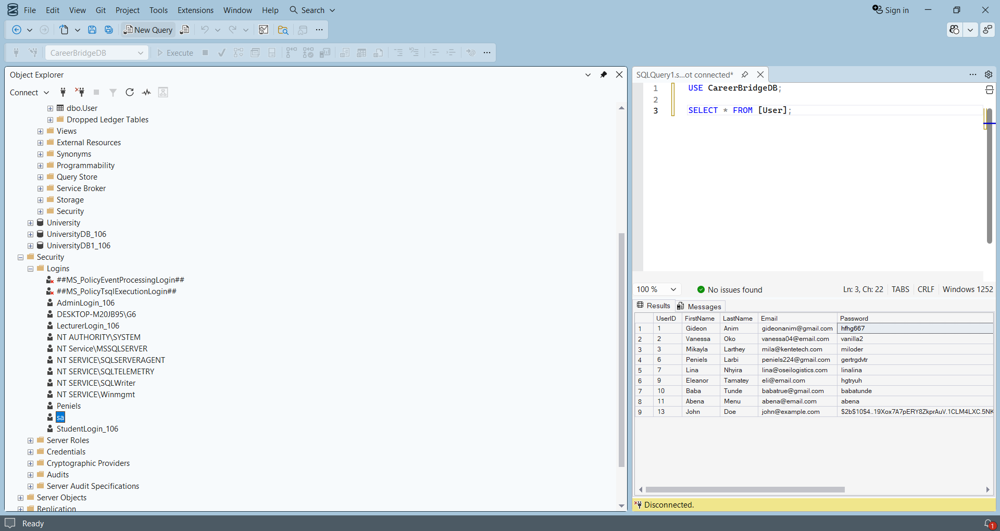 File Edit View Git Project Tools Extensions Window Help Search Sign in
New Query
CareerBridgeDB Execute
Object Explorer
Connect
dbo.User
Dropped Ledger Tables
Views
External Resources
Synonyms
Programmability
Query Store
Service Broker
Storage
Security
University
UniversityDB_106
UniversityDB1_106
Security
Logins
##MS_PolicyEventProcessingLogin##
##MS_PolicyTsqlExecutionLogin##
AdminLogin_106
DESKTOP-M20JB95\G6
LecturerLogin_106
NT AUTHORITY\SYSTEM
NT Service\MSSQLSERVER
NT SERVICE\SQLSERVERAGENT
NT SERVICE\SQLTELEMETRY
NT SERVICE\SQLWriter
NT SERVICE\Winmgmt
Peniels
sa
StudentLogin_106
Server Roles
Credentials
Cryptographic Providers
Audits
Server Audit Specifications
Server Objects
Replication
SQLQuery1.s...ot connected*
1 USE CareerBridgeDB;
2
3 SELECT * FROM [User];
100 % No issues found Ln: 3, Ch: 22 TABS CRLF Windows 1252
Results Messages
UserID FirstName LastName Email Password
1 1 Gideon Anim gideonanim@gmail.com hfhg667
2 2 Vanessa Oko vanessa04@email.com vanilla2
3 3 Mikayla Larthey mila@kentetech.com miloder
4 6 Peniels Larbi peniels224@gmail.com gertrgdvtr
5 7 Lina Nhyira lina@oseilogistics.com linalina
6 9 Eleanor Tamatey eli@email.com hgtryuh
7 10 Baba Tunde babatrue@gmail.com babatunde
8 11 Abena Menu abena@email.com abena
9 13 John Doe john@example.com $2b$10$4..19Xox7A7pERY8ZkprAuV.1CLM4LXC.5NK
Disconnected.
Ready 1